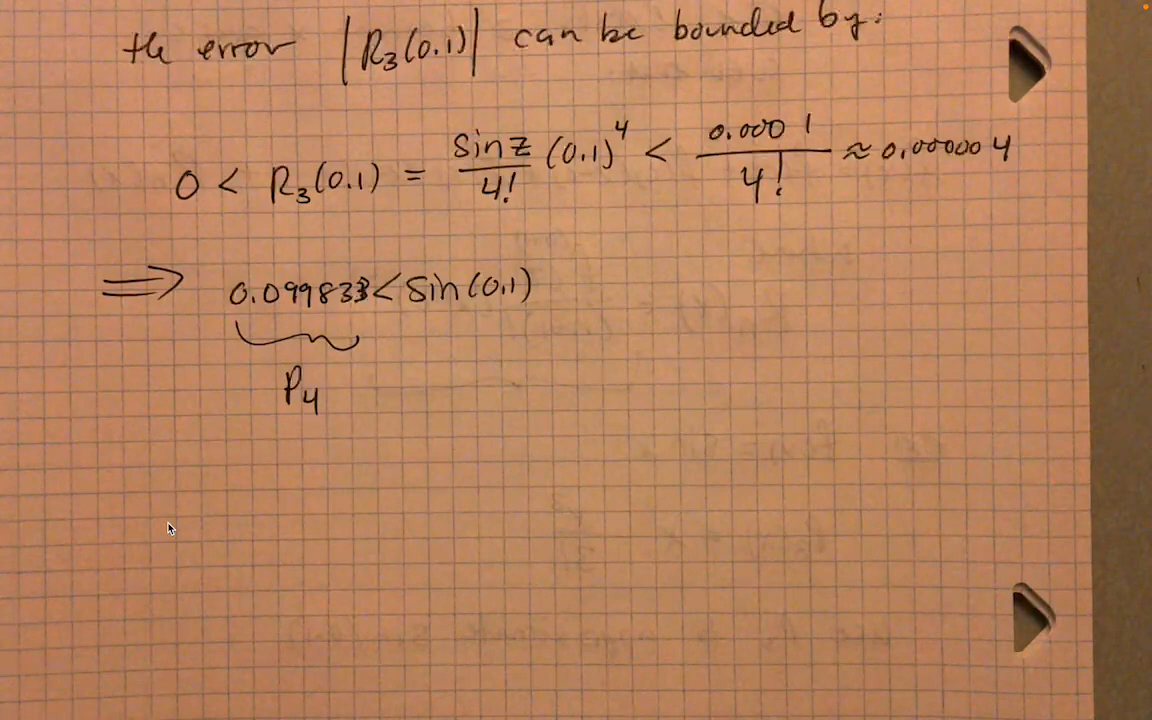 the error |R₃(0.1)| can be bounded by:
0 < R₃(0.1) = sin z / 4! (0.1)⁴ < 0.0001 / 4! ≈ 0.000004
⟹ 0.099833 < sin(0.1)
P₄